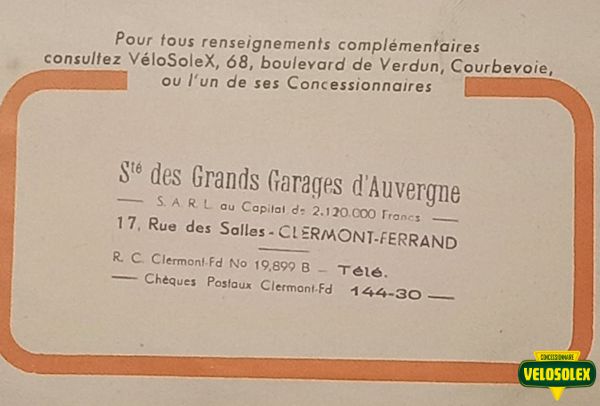 Pour tous renseignements complémentaires
consultez VéloSoleX, 68, boulevard de Verdun, Courbevoie,
ou l'un de ses Concessionnaires
Sté des Grands Garages d'Auvergne
— S. A. R. L. au Capital de 2.120.000 Francs —
17, Rue des Salles - CLERMONT-FERRAND
R. C. Clermont-Fd No 19,899 B — Télé.
— Chèques Postaux Clermont-Fd 144-30 —
CONCESSIONNAIRE
VELOSOLEX